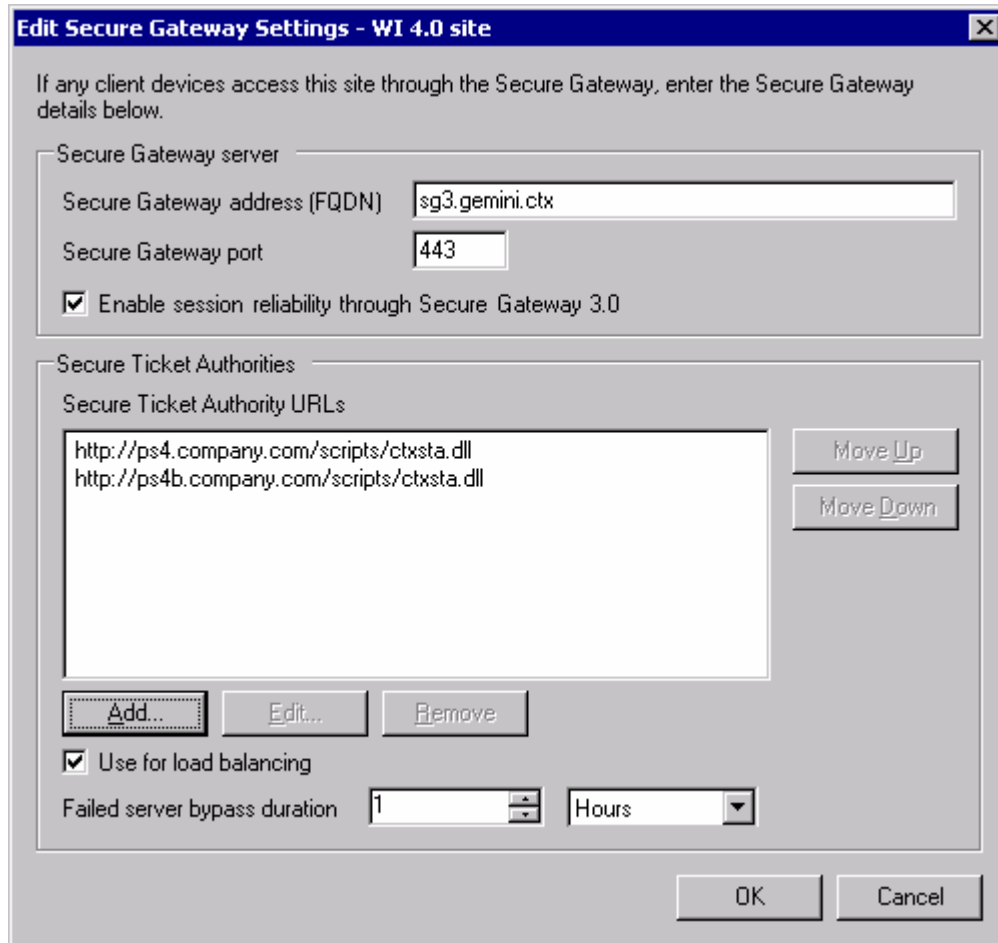 Edit Secure Gateway Settings - WI 4.0 site
If any client devices access this site through the Secure Gateway, enter the Secure Gateway
details below.
Secure Gateway server
Secure Gateway address (FQDN) sg3.gemini.ctx
Secure Gateway port 443
Enable session reliability through Secure Gateway 3.0
Secure Ticket Authorities
Secure Ticket Authority URLs
http://ps4.company.com/scripts/ctxsta.dll
http://ps4b.company.com/scripts/ctxsta.dll
Move Up
Move Down
Add... Edit... Remove
Use for load balancing
Failed server bypass duration 1 Hours
OK Cancel